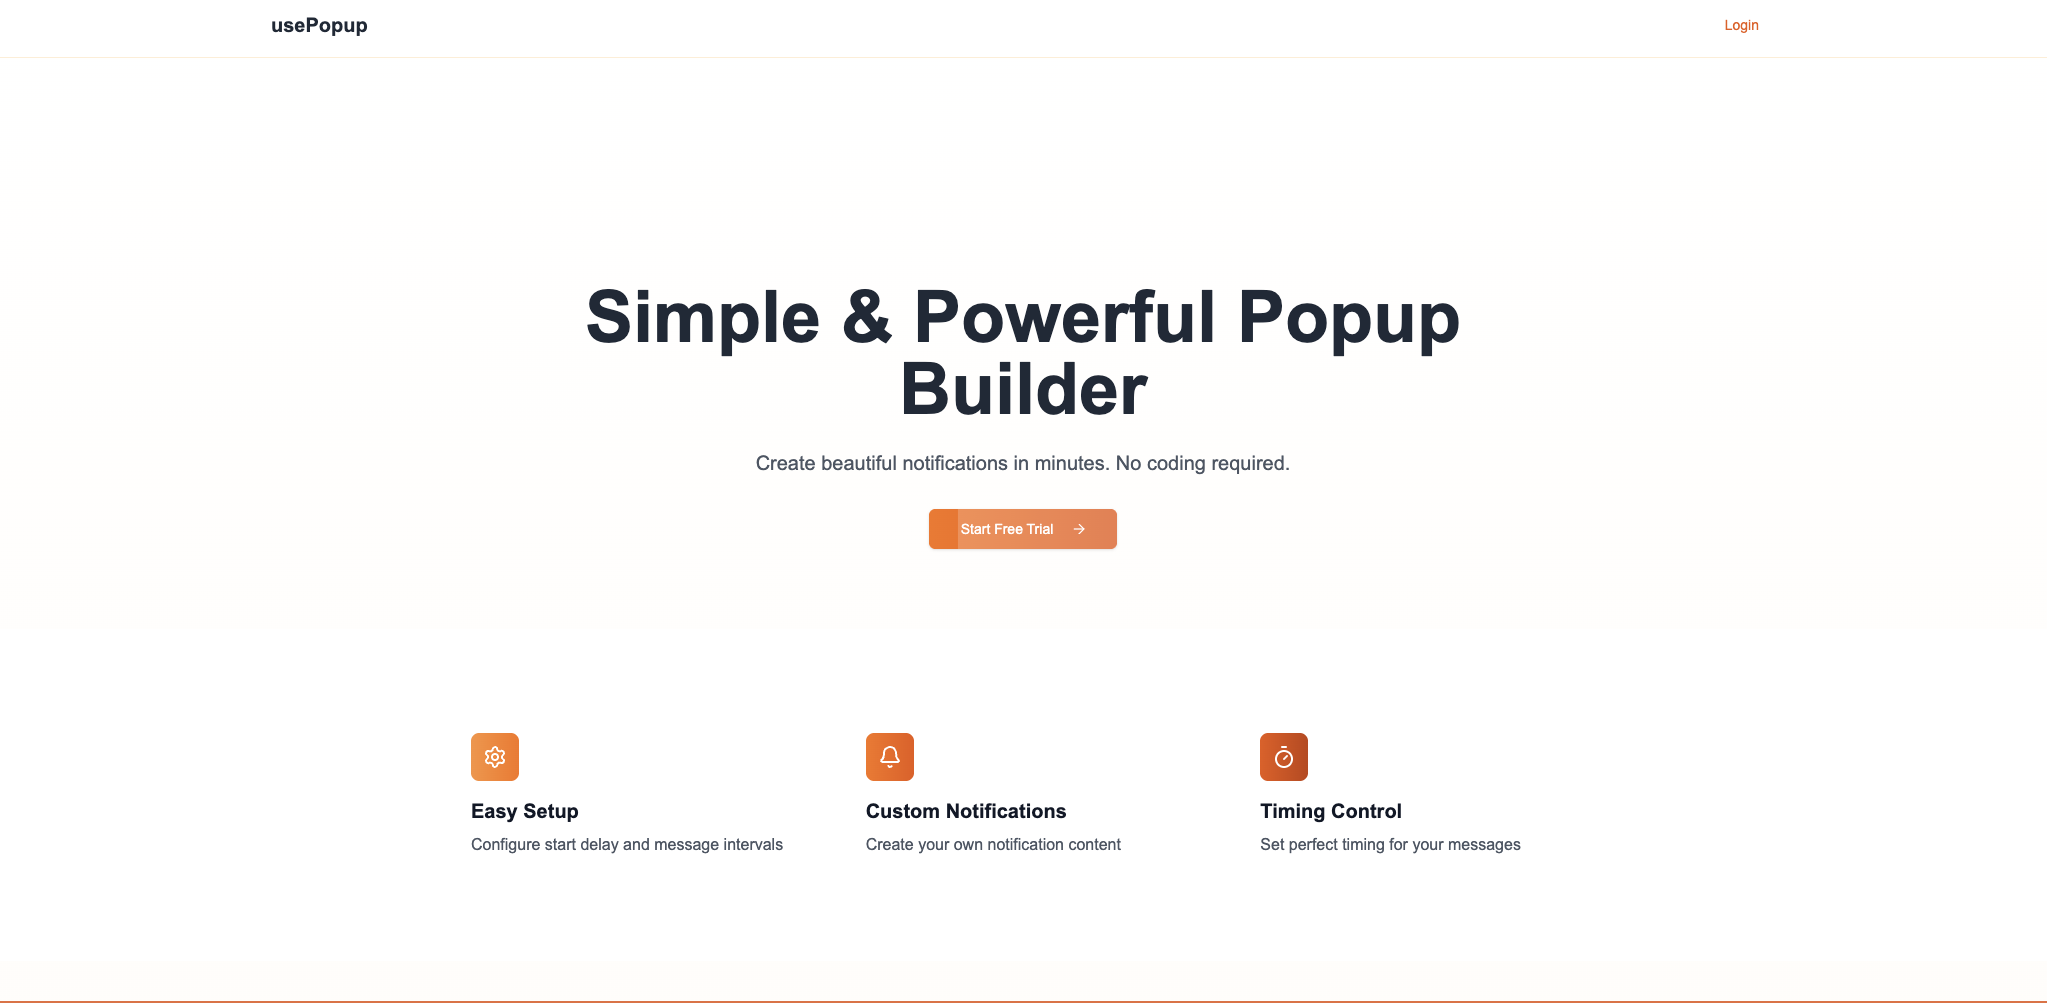 usePopup
Login
Simple & Powerful Popup
Builder
Create beautiful notifications in minutes. No coding required.
Start Free Trial
Easy Setup
Configure start delay and message intervals
Custom Notifications
Create your own notification content
Timing Control
Set perfect timing for your messages